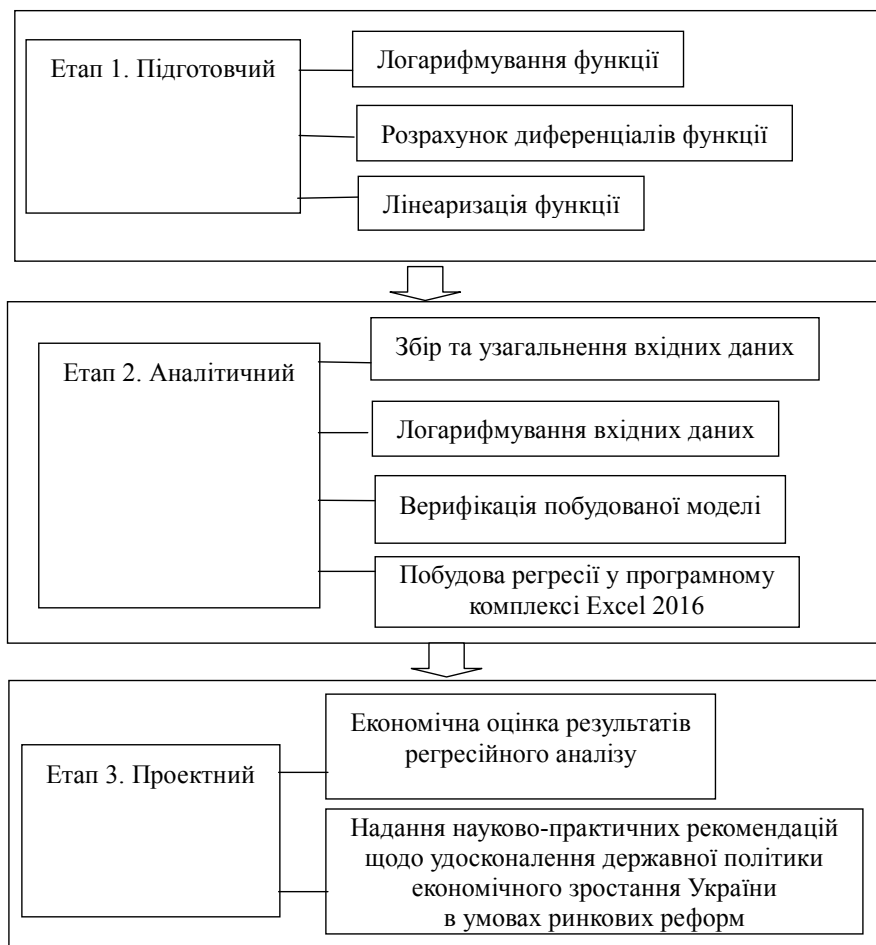 Етап 1. Підготовчий
Логарифмування функції
Розрахунок диференціалів функції
Лінеаризація функції
Етап 2. Аналітичний
Збір та узагальнення вхідних даних
Логарифмування вхідних даних
Верифікація побудованої моделі
Побудова регресії у програмному
комплексі Excel 2016
Етап 3. Проектний
Економічна оцінка результатів
регресійного аналізу
Надання науково-практичних рекомендацій
щодо удосконалення державної політики
економічного зростання України
в умовах ринкових реформ